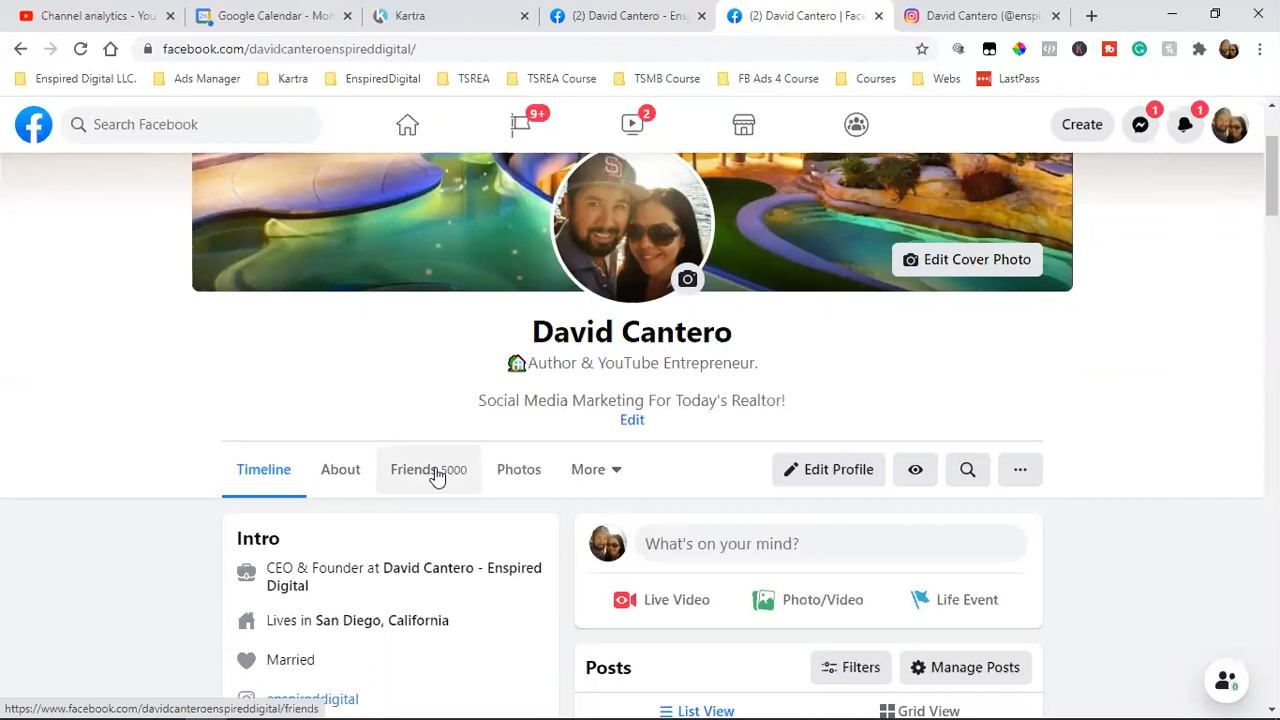 Channel analytics - You
Google Calendar - Mon
Kartra
(2) David Cantero - Ens
(2) David Cantero | Fac
David Cantero (@enspi
facebook.com/davidcanteroenspireddigital/
Enspired Digital LLC.
Ads Manager
Kartra
EnspiredDigital
TSREA
TSREA Course
TSMB Course
FB Ads 4 Course
Courses
Webs
LastPass
Search Facebook
9+
2
Create
1
1
Edit Cover Photo
David Cantero
Author & YouTube Entrepreneur.
Social Media Marketing For Today's Realtor!
Edit
Timeline
About
Friends 5000
Photos
More
Edit Profile
Intro
CEO & Founder at David Cantero - Enspired
Digital
Lives in San Diego, California
Married
enspireddigital
What's on your mind?
Live Video
Photo/Video
Life Event
Posts
Filters
Manage Posts
List View
Grid View
https://www.facebook.com/davidcanteroenspireddigital/friends